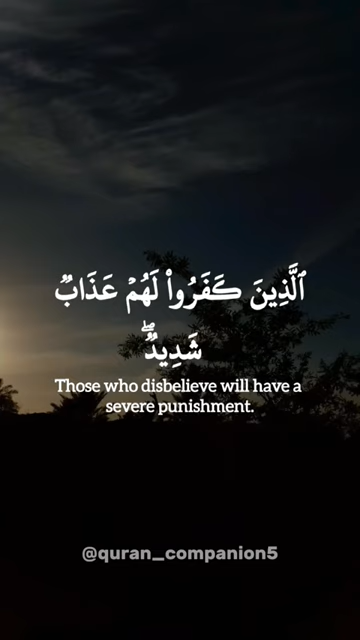 ٱلَّذِينَ كَفَرُوا۟ لَهُمۡ عَذَابٞ
شَدِيدٞۖ
Those who disbelieve will have a
severe punishment.
@quran_companion5